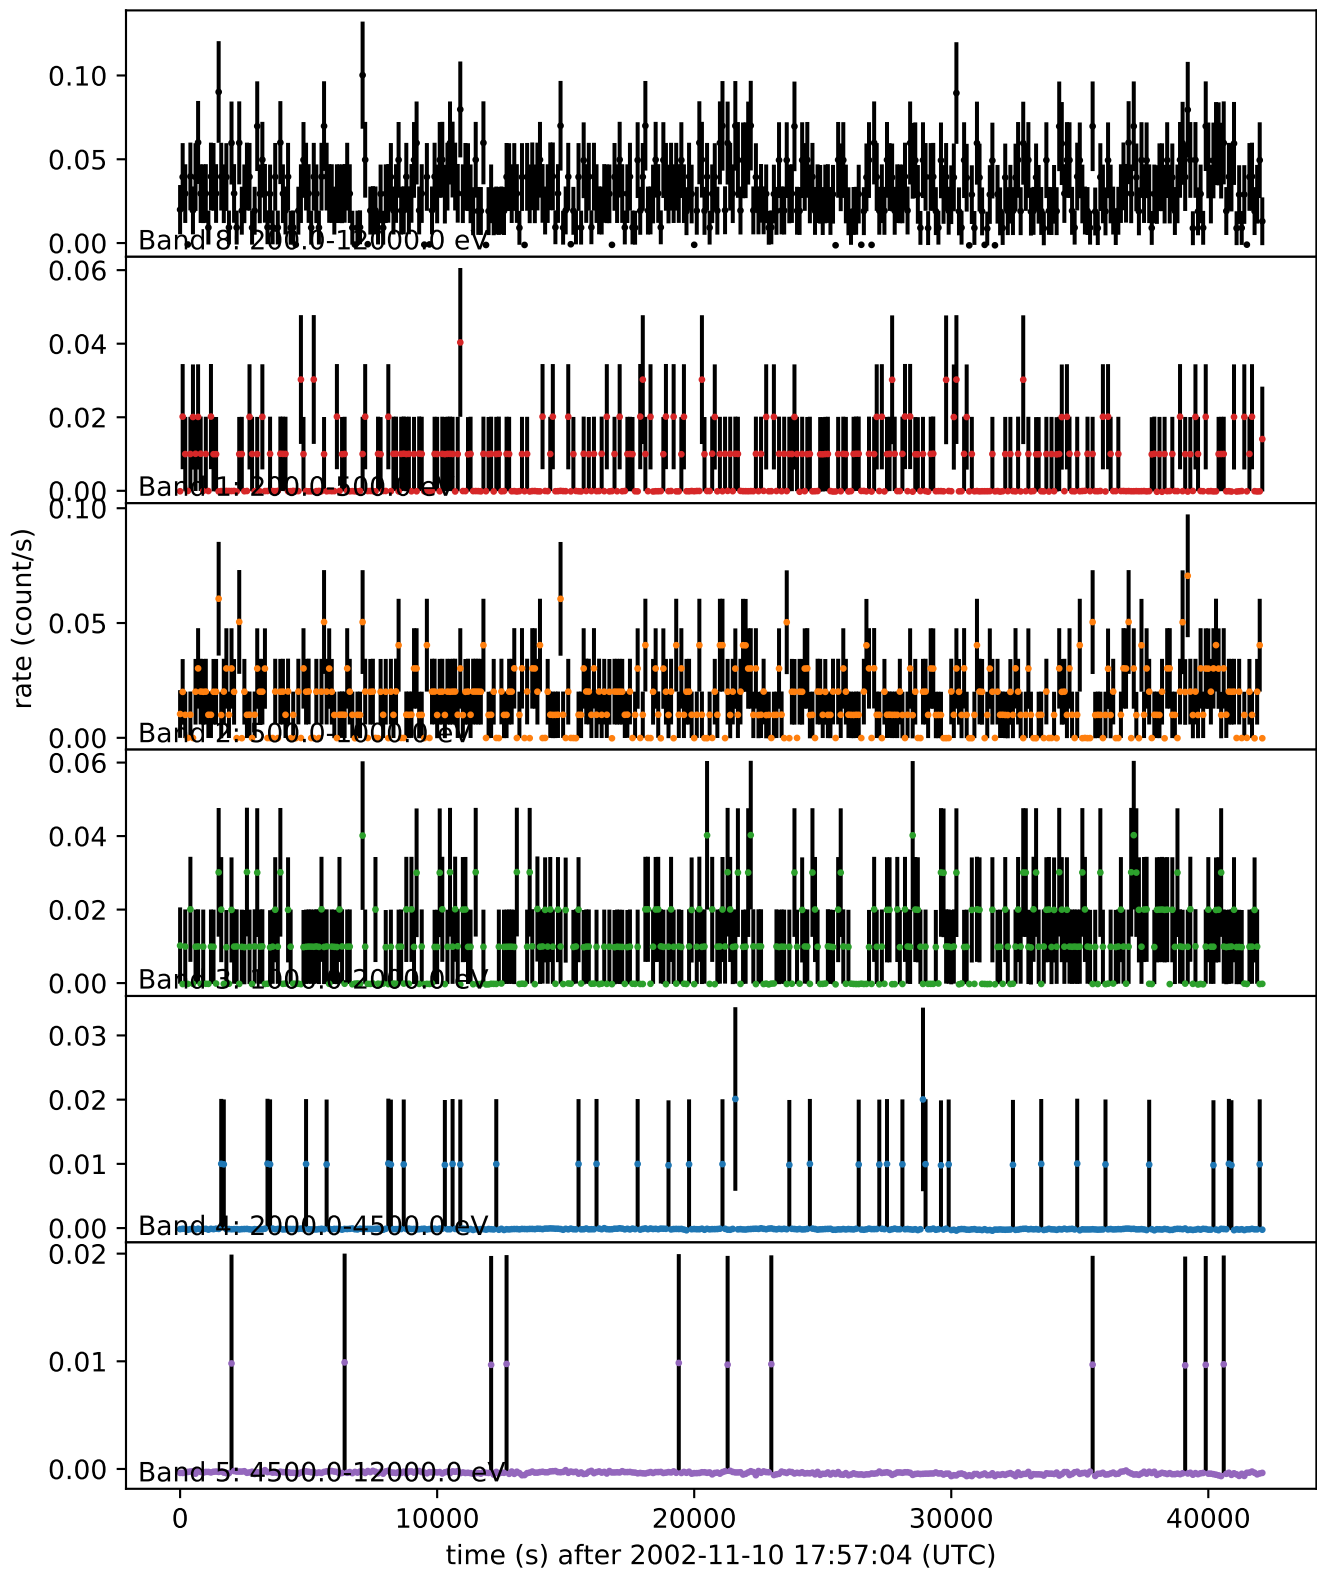 0.10
0.05
0.00
Band 8: 200.0-12000.0 eV
0.06
0.04
0.02
0.00
Band 1: 200.0-500.0 eV
0.10
0.05
0.00
Band 2: 500.0-1000.0 eV
rate (count/s)
0.06
0.04
0.02
0.00
Band 3: 1000.0-2000.0 eV
0.03
0.02
0.01
0.00
Band 4: 2000.0-4500.0 eV
0.02
0.01
0.00
Band 5: 4500.0-12000.0 eV
0 10000 20000 30000 40000
time (s) after 2002-11-10 17:57:04 (UTC)